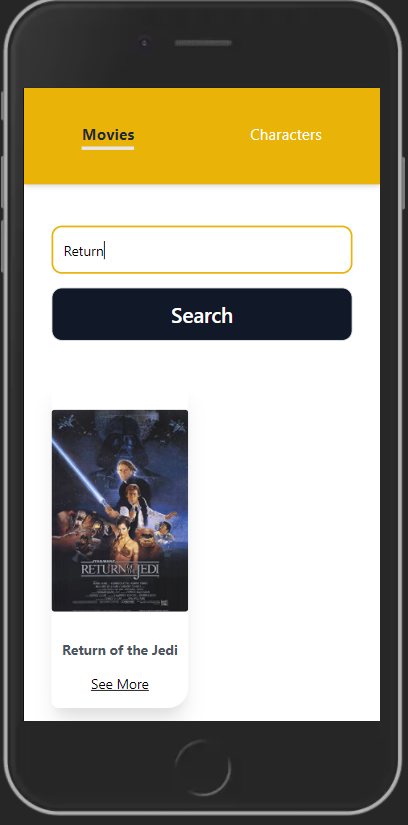 Movies
Characters
Return
Search
STAR WARS
RETURN OF THE JEDI
Return of the Jedi
See More